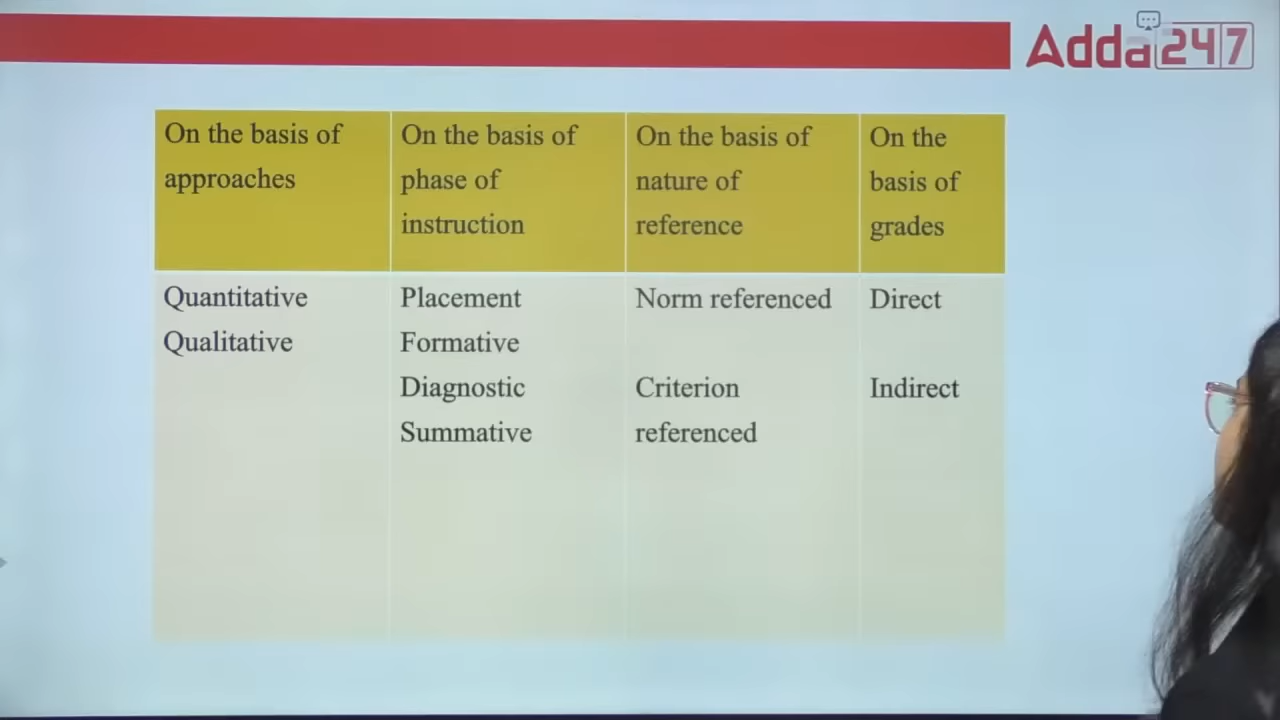 Adda247
On the basis of
approaches
On the basis of
phase of
instruction
On the basis of
nature of
reference
On the
basis of
grades
Quantitative
Qualitative
Placement
Formative
Diagnostic
Summative
Norm referenced
Criterion
referenced
Direct
Indirect